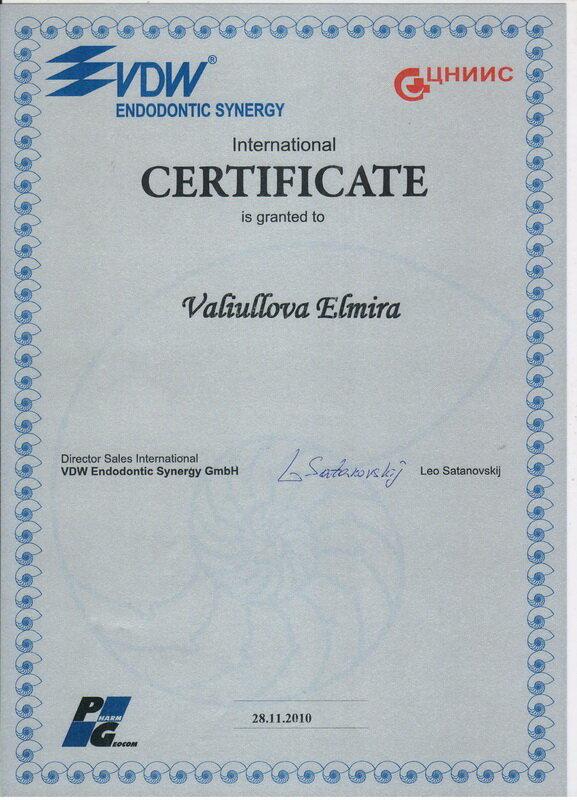 VDW®
ЦНИИС
ENDODONTIC SYNERGY
International
CERTIFICATE
is granted to
Valiullova Elmira
Director Sales International
VDW Endodontic Synergy GmbH
L Satanovskij
Leo Satanovskij
PHARM
GEOCOM
28.11.2010